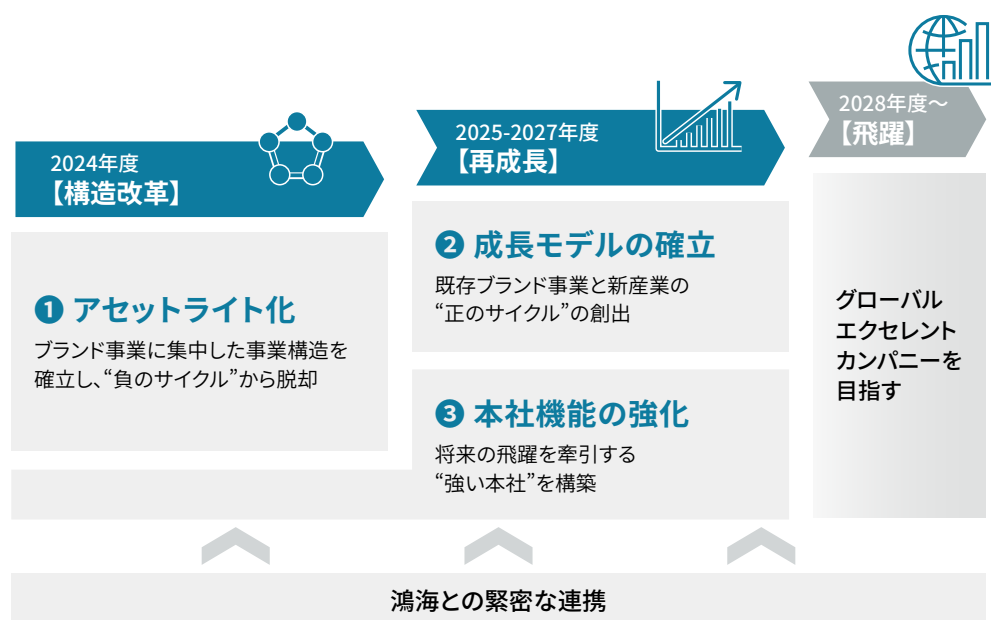 2024年度
【構造改革】
❶ アセットライト化
ブランド事業に集中した事業構造を
確立し、“負のサイクル”から脱却
2025-2027年度
【再成長】
❷ 成長モデルの確立
既存ブランド事業と新産業の
“正のサイクル”の創出
❸ 本社機能の強化
将来の飛躍を牽引する
“強い本社”を構築
2028年度～
【飛躍】
グローバル
エクセレント
カンパニーを
目指す
鴻海との緊密な連携